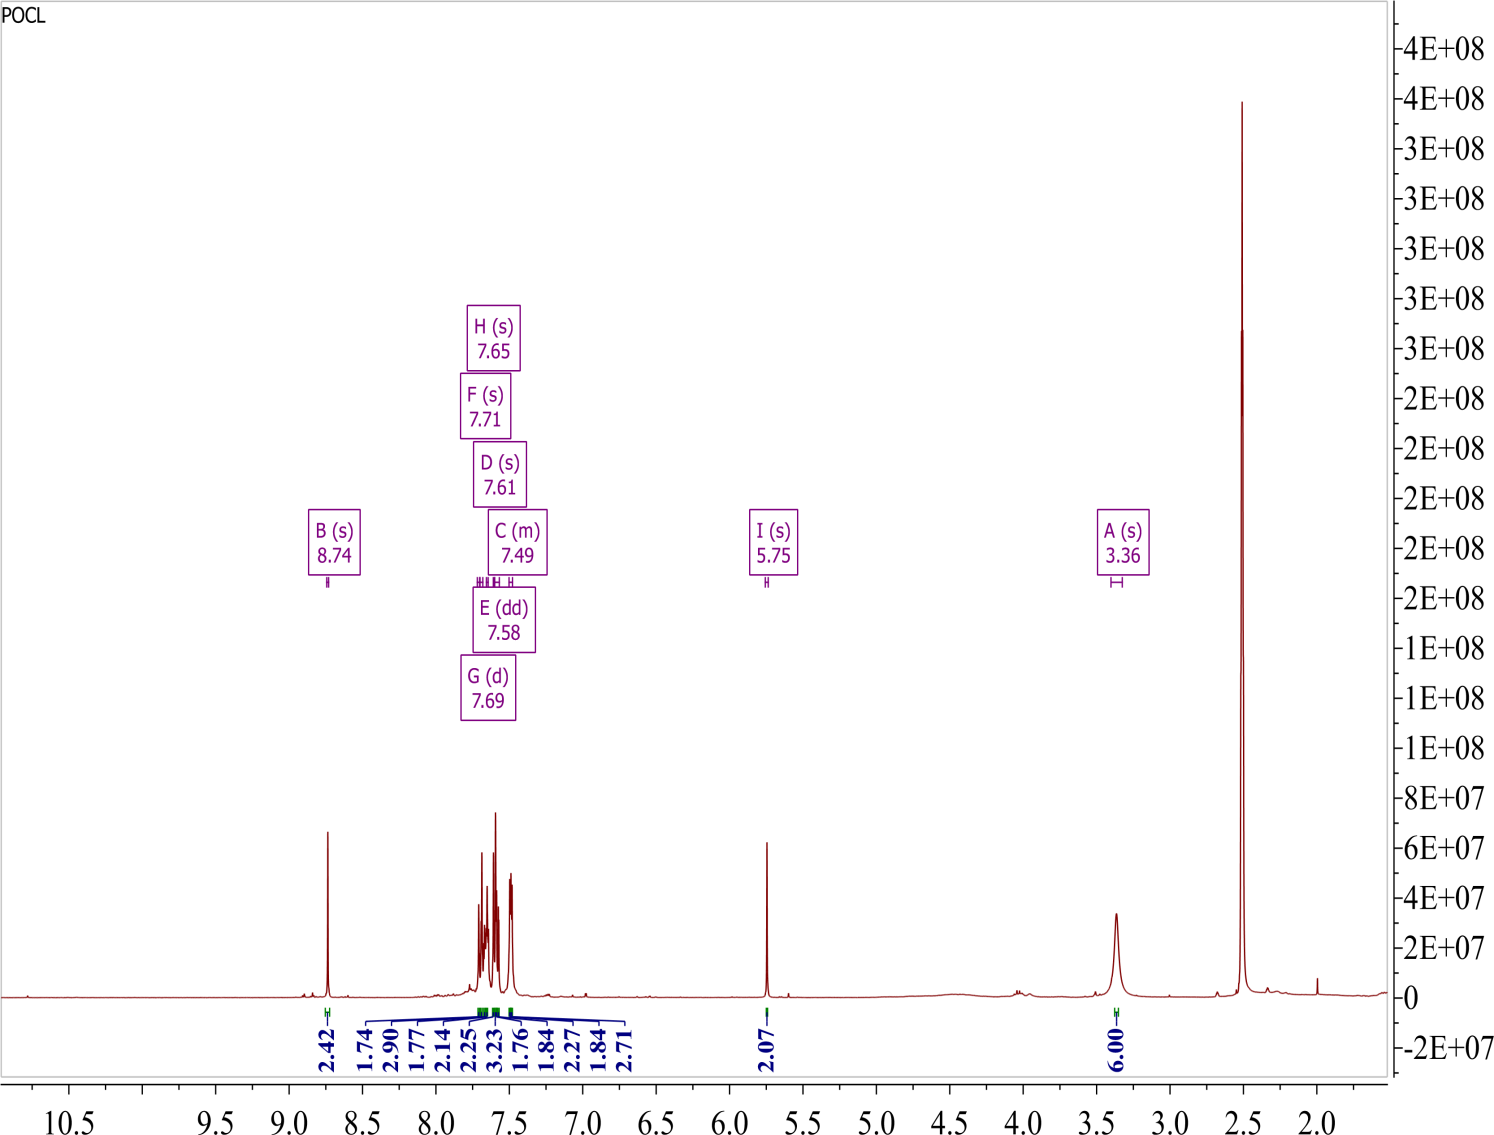 POCL
4E+08
4E+08
3E+08
3E+08
3E+08
3E+08
3E+08
2E+08
2E+08
2E+08
2E+08
2E+08
1E+08
1E+08
1E+08
8E+07
6E+07
4E+07
2E+07
0
-2E+07
H (s)
7.65
F (s)
7.71
D (s)
7.61
B (s)
8.74
C (m)
7.49
I (s)
5.75
A (s)
3.36
E (dd)
7.58
G (d)
7.69
2.42
1.74
2.90
1.77
2.14
2.25
3.23
1.76
1.84
2.27
1.84
2.71
2.07
6.00
10.5 9.5 9.0 8.5 8.0 7.5 7.0 6.5 6.0 5.5 5.0 4.5 4.0 3.5 3.0 2.5 2.0